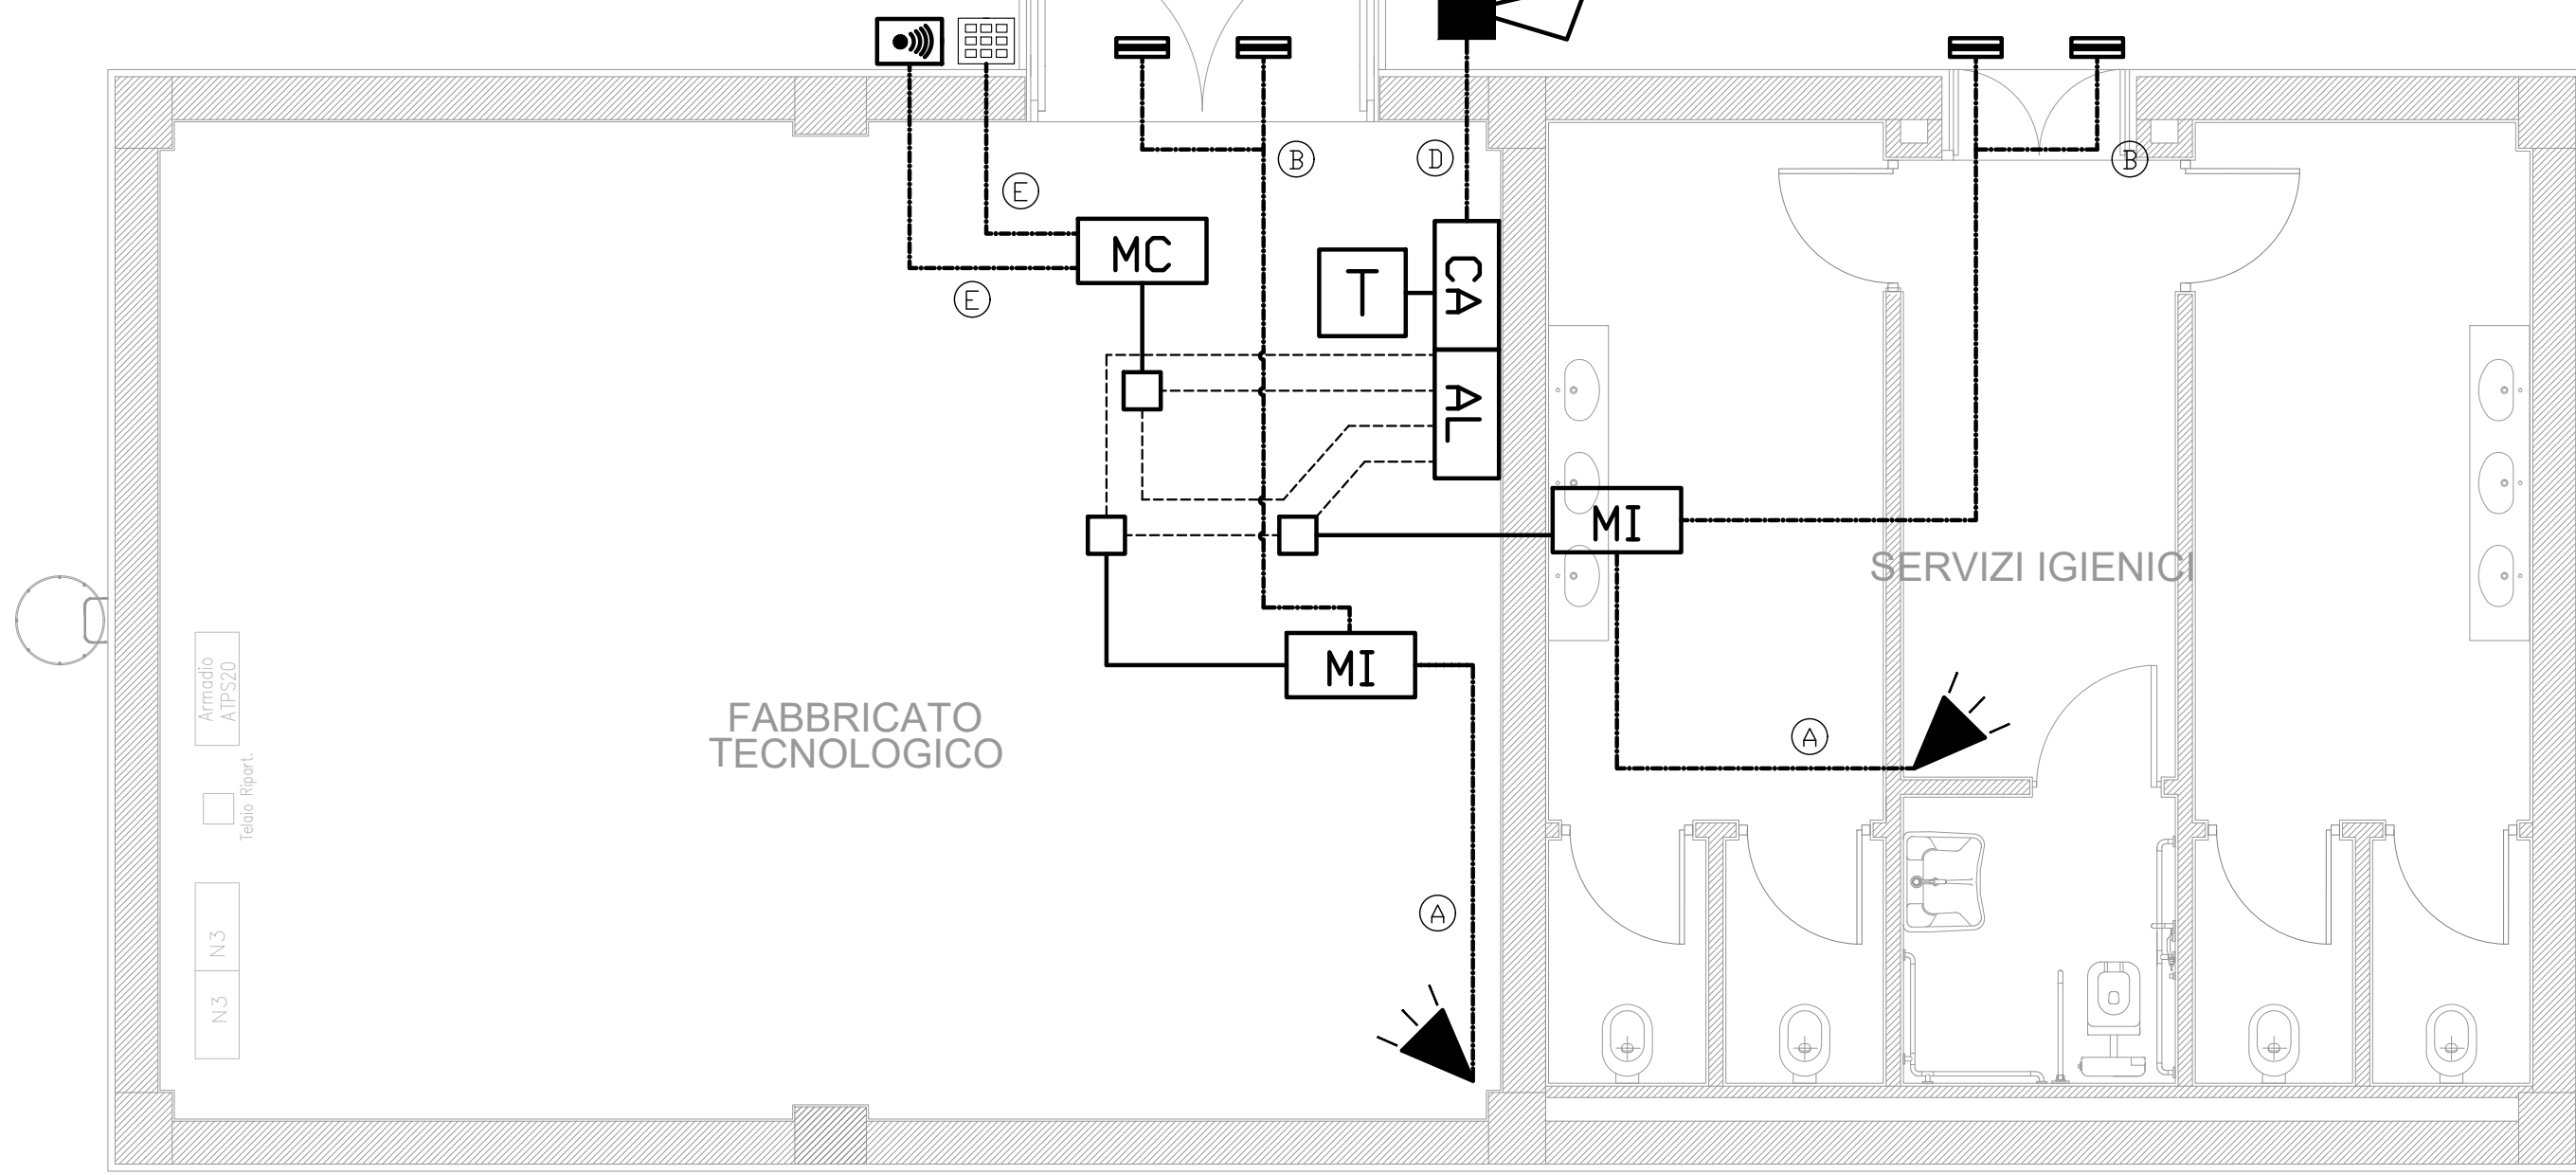 B
D
B
E
MC
CA
T
E
AL
MI
SERVIZI IGIENICI
MI
Armadio
ATPS20
FABBRICATO
TECNOLOGICO
A
Telaio Ripart.
A
N3
N3